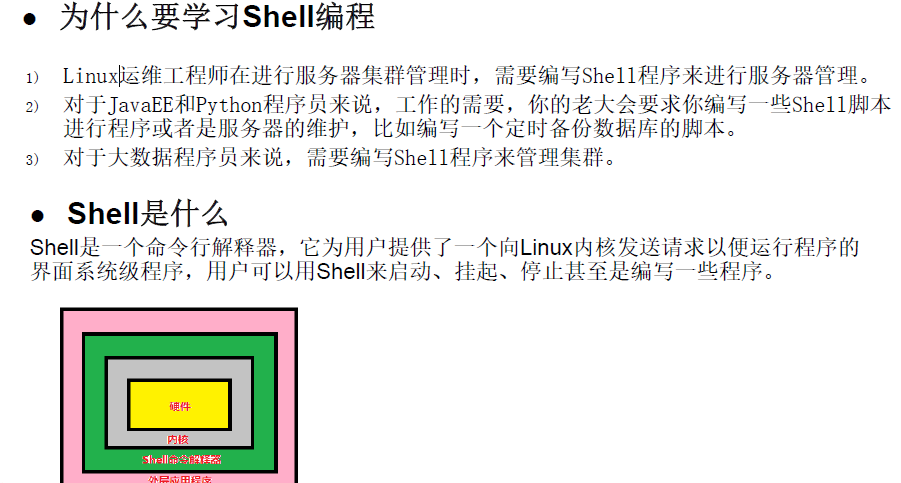 ● 为什么要学习Shell编程
1) Linux运维工程师在进行服务器集群管理时，需要编写Shell程序来进行服务器管理。
2) 对于JavaEE和Python程序员来说，工作的需要，你的老大会要求你编写一些Shell脚本
进行程序或者是服务器的维护，比如编写一个定时备份数据库的脚本。
3) 对于大数据程序员来说，需要编写Shell程序来管理集群。
● Shell是什么
Shell是一个命令行解释器，它为用户提供了一个向Linux内核发送请求以便运行程序的
界面系统级程序，用户可以用Shell来启动、挂起、停止甚至是编写一些程序。
硬件
内核
Shell命令解释器
外层应用程序